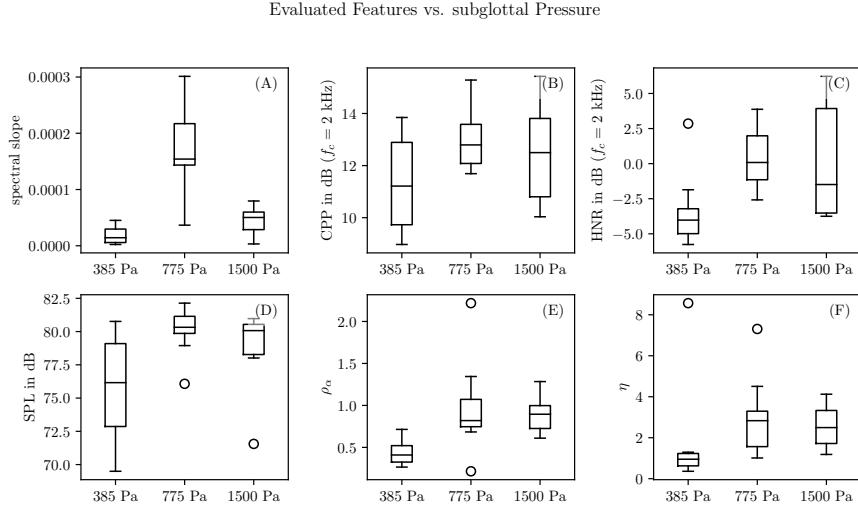 Evaluated Features vs. subglottal Pressure
(A)
0.0003
0.0002
0.0001
0.0000
spectral slope
385 Pa 775 Pa 1500 Pa
(B)
14
12
10
CPP in dB (f_c = 2 kHz)
385 Pa 775 Pa 1500 Pa
(C)
5.0
2.5
0.0
−2.5
−5.0
HNR in dB (f_c = 2 kHz)
385 Pa 775 Pa 1500 Pa
(D)
82.5
80.0
77.5
75.0
72.5
70.0
SPL in dB
385 Pa 775 Pa 1500 Pa
(E)
2.0
1.5
1.0
0.5
ρ_α
385 Pa 775 Pa 1500 Pa
(F)
8
6
4
2
0
η
385 Pa 775 Pa 1500 Pa